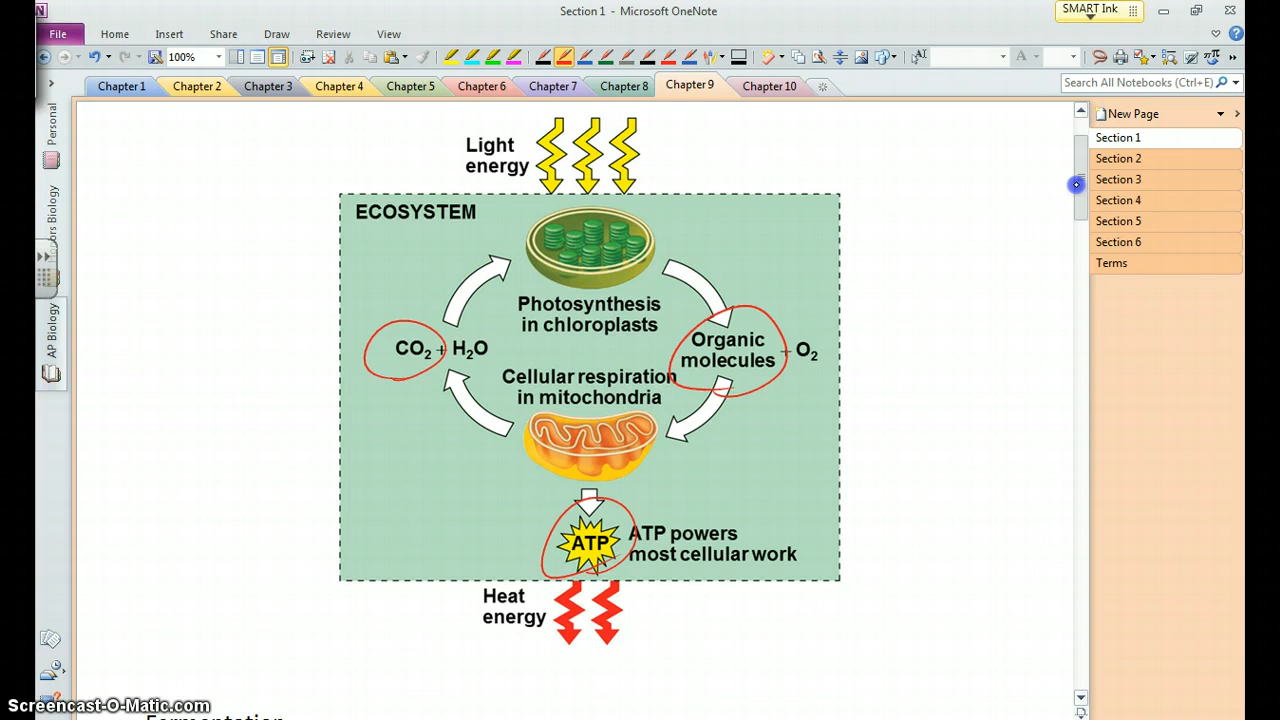 Section 1 - Microsoft OneNote
SMART Ink
File Home Insert Share Draw Review View
100%
Chapter 1 Chapter 2 Chapter 3 Chapter 4 Chapter 5 Chapter 6 Chapter 7 Chapter 8 Chapter 9 Chapter 10
Search All Notebooks (Ctrl+E)
New Page
Section 1
Section 2
Section 3
Section 4
Section 5
Section 6
Terms
Personal
Biology
AP Biology
Light
energy
ECOSYSTEM
Photosynthesis
in chloroplasts
CO₂ + H₂O
Organic
molecules + O₂
Cellular respiration
in mitochondria
ATP
ATP powers
most cellular work
Heat
energy
Fermentation
Screencast-O-Matic.com